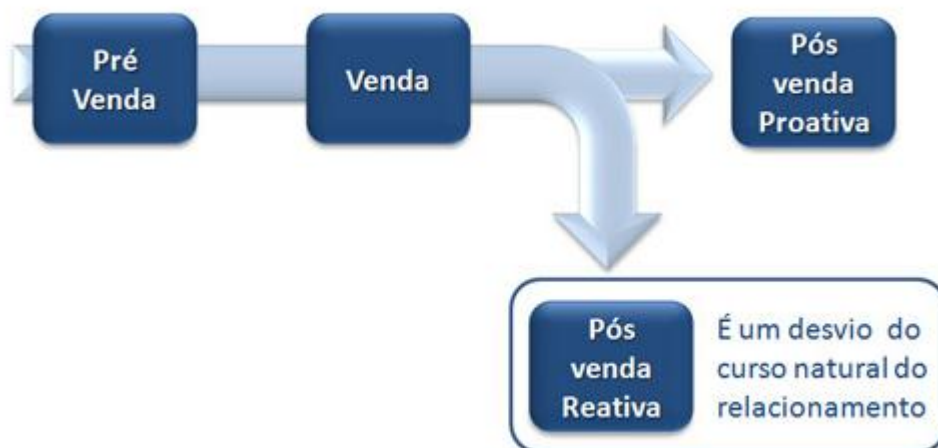 Pré
Venda
Venda
Pós
venda
Proativa
Pós
venda
Reativa
É um desvio do
curso natural do
relacionamento